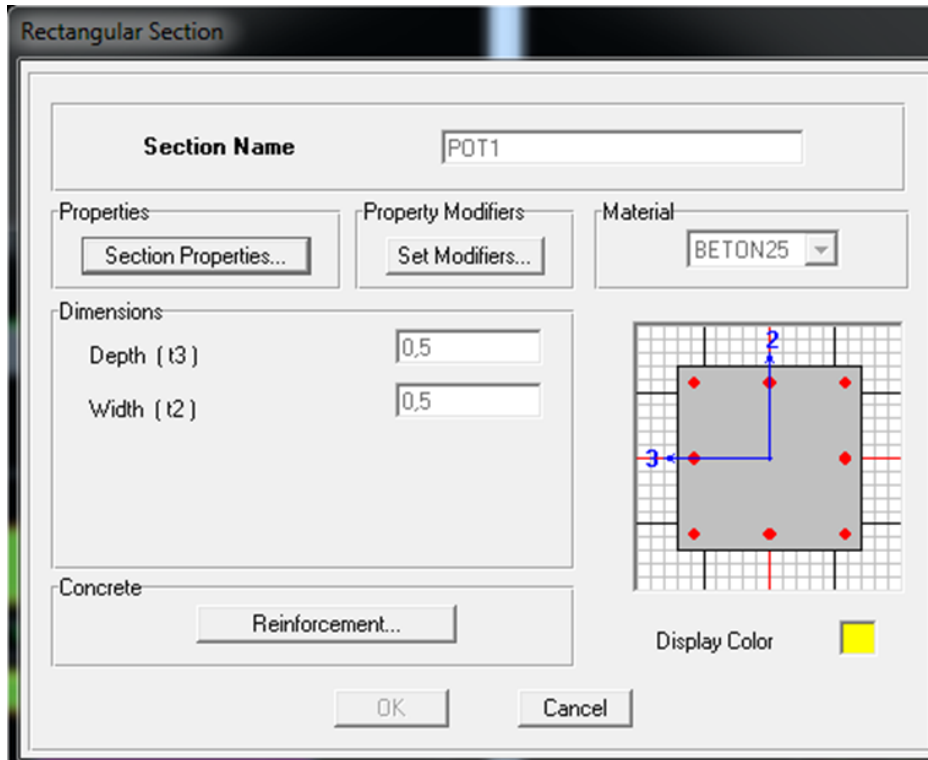 Rectangular Section
Section Name
POT1
Properties
Section Properties...
Property Modifiers
Set Modifiers...
Material
BETON25
Dimensions
Depth ( t3 )
0,5
Width ( t2 )
0,5
2
3
Concrete
Reinforcement...
Display Color
OK
Cancel